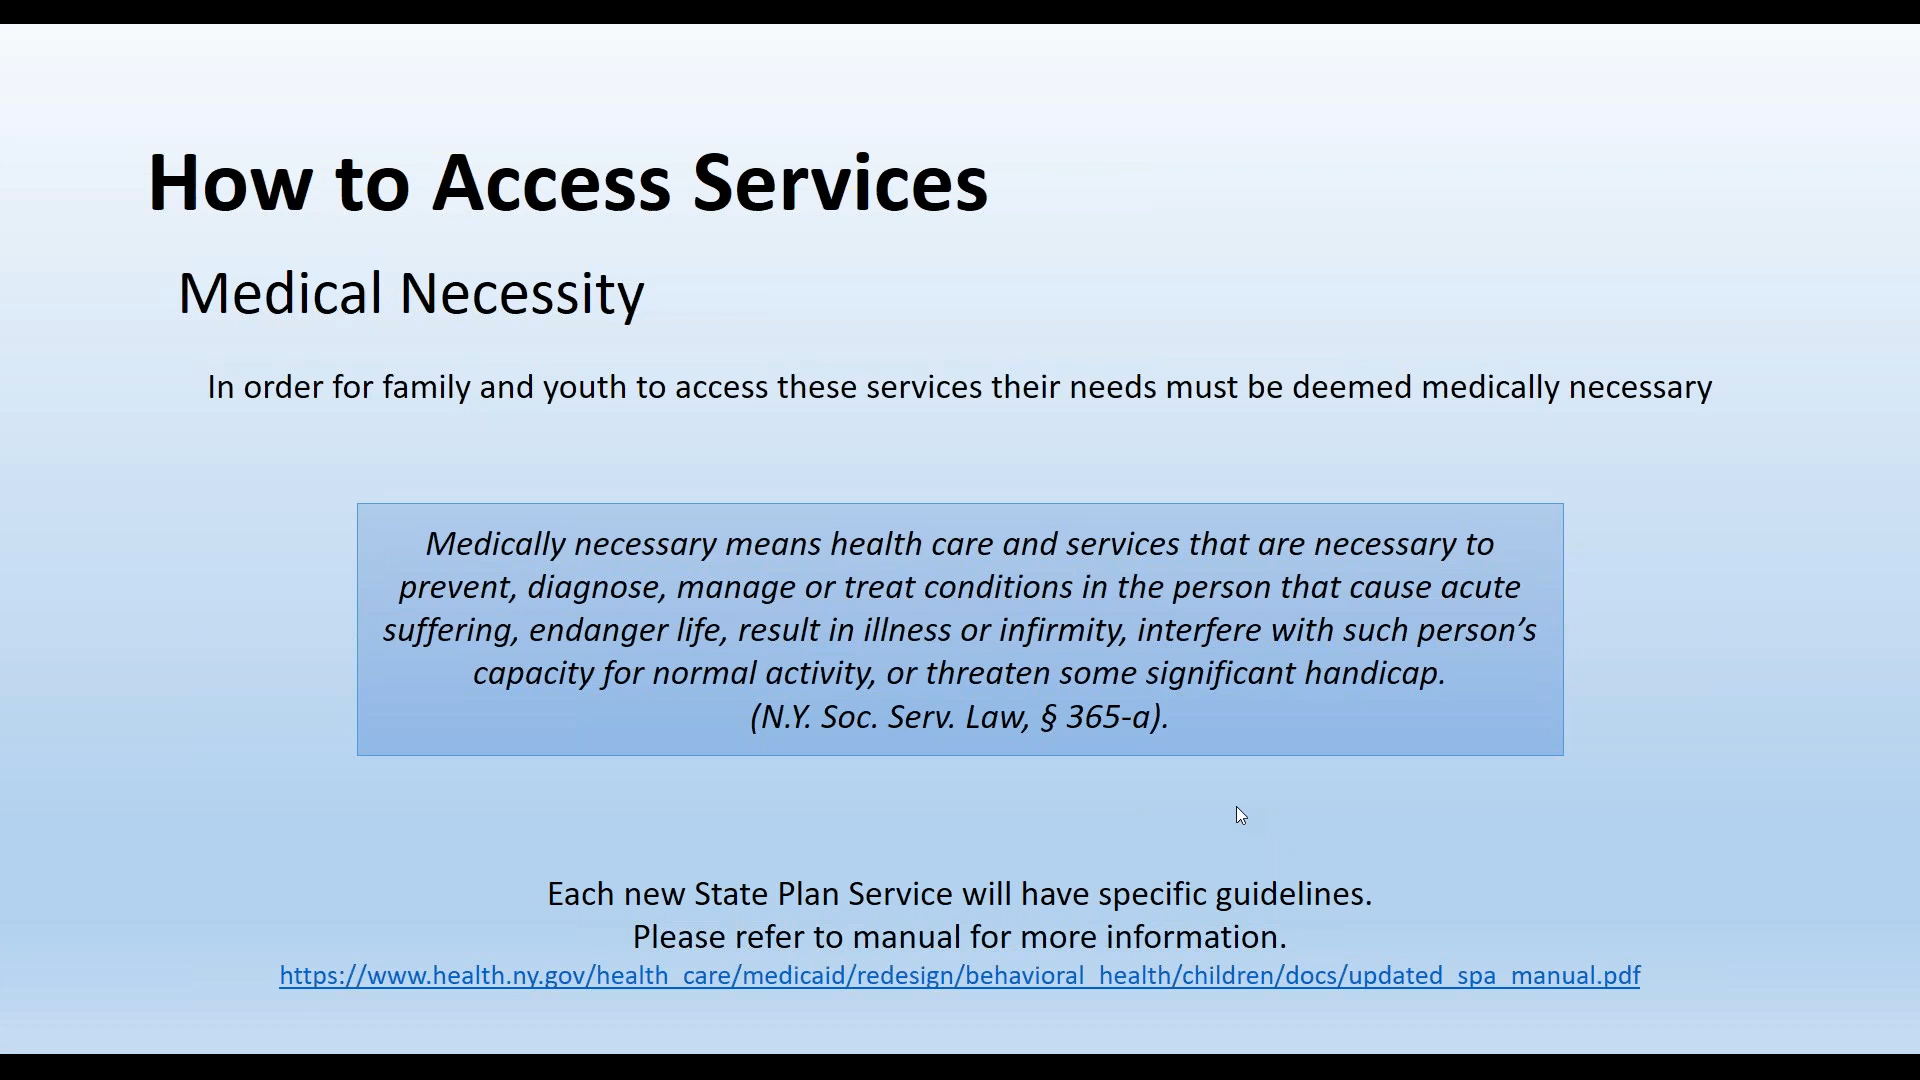 How to Access Services
Medical Necessity
In order for family and youth to access these services their needs must be deemed medically necessary
Medically necessary means health care and services that are necessary to
prevent, diagnose, manage or treat conditions in the person that cause acute
suffering, endanger life, result in illness or infirmity, interfere with such person’s
capacity for normal activity, or threaten some significant handicap.
(N.Y. Soc. Serv. Law, § 365-a).
Each new State Plan Service will have specific guidelines.
Please refer to manual for more information.
https://www.health.ny.gov/health_care/medicaid/redesign/behavioral_health/children/docs/updated_spa_manual.pdf